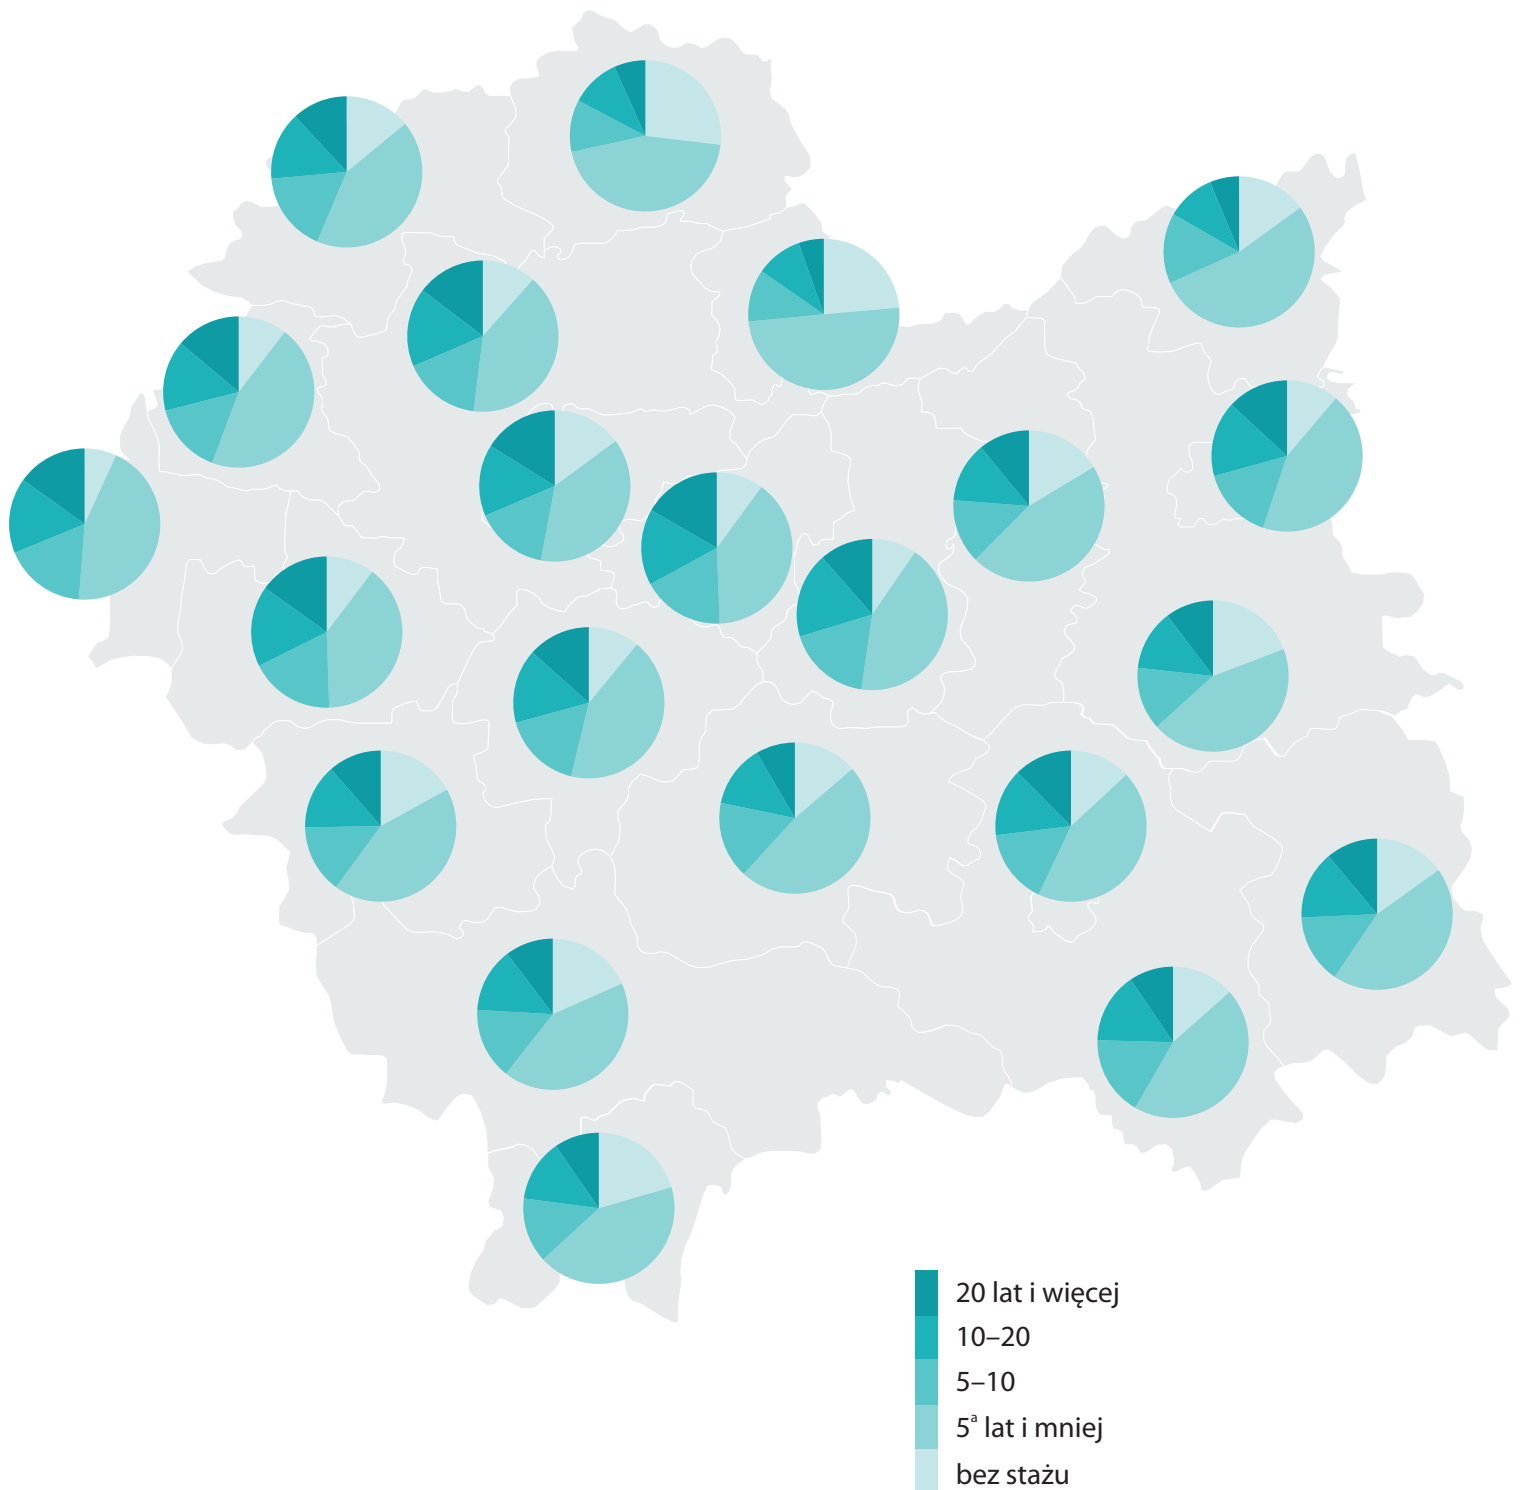 20 lat i więcej
10–20
5–10
5ª lat i mniej
bez stażu